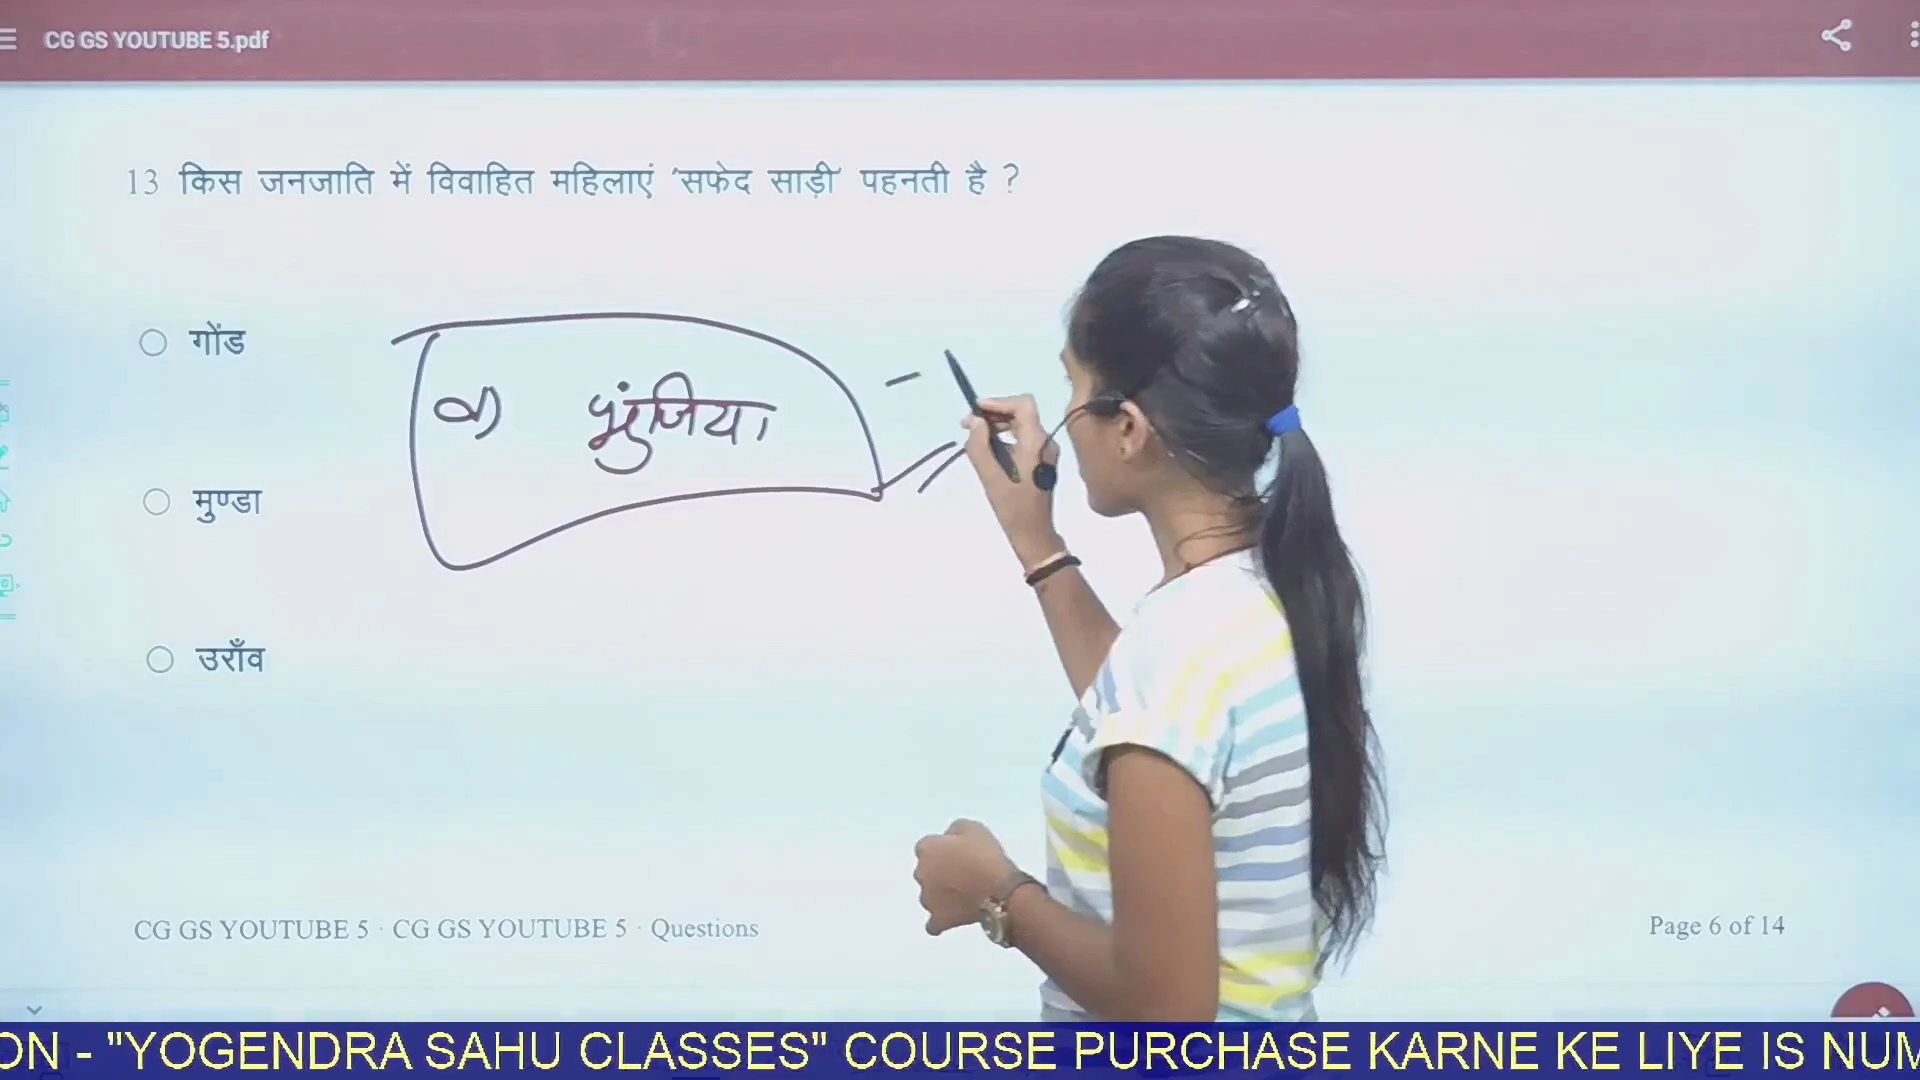 CG GS YOUTUBE 5.pdf
13 किस जनजाति में विवाहित महिलाएं 'सफेद साड़ी' पहनती है ?
गोंड
भुंजिया
मुण्डा
उराँव
CG GS YOUTUBE 5 · CG GS YOUTUBE 5 · Questions
Page 6 of 14
ON - "YOGENDRA SAHU CLASSES" COURSE PURCHASE KARNE KE LIYE IS NUM